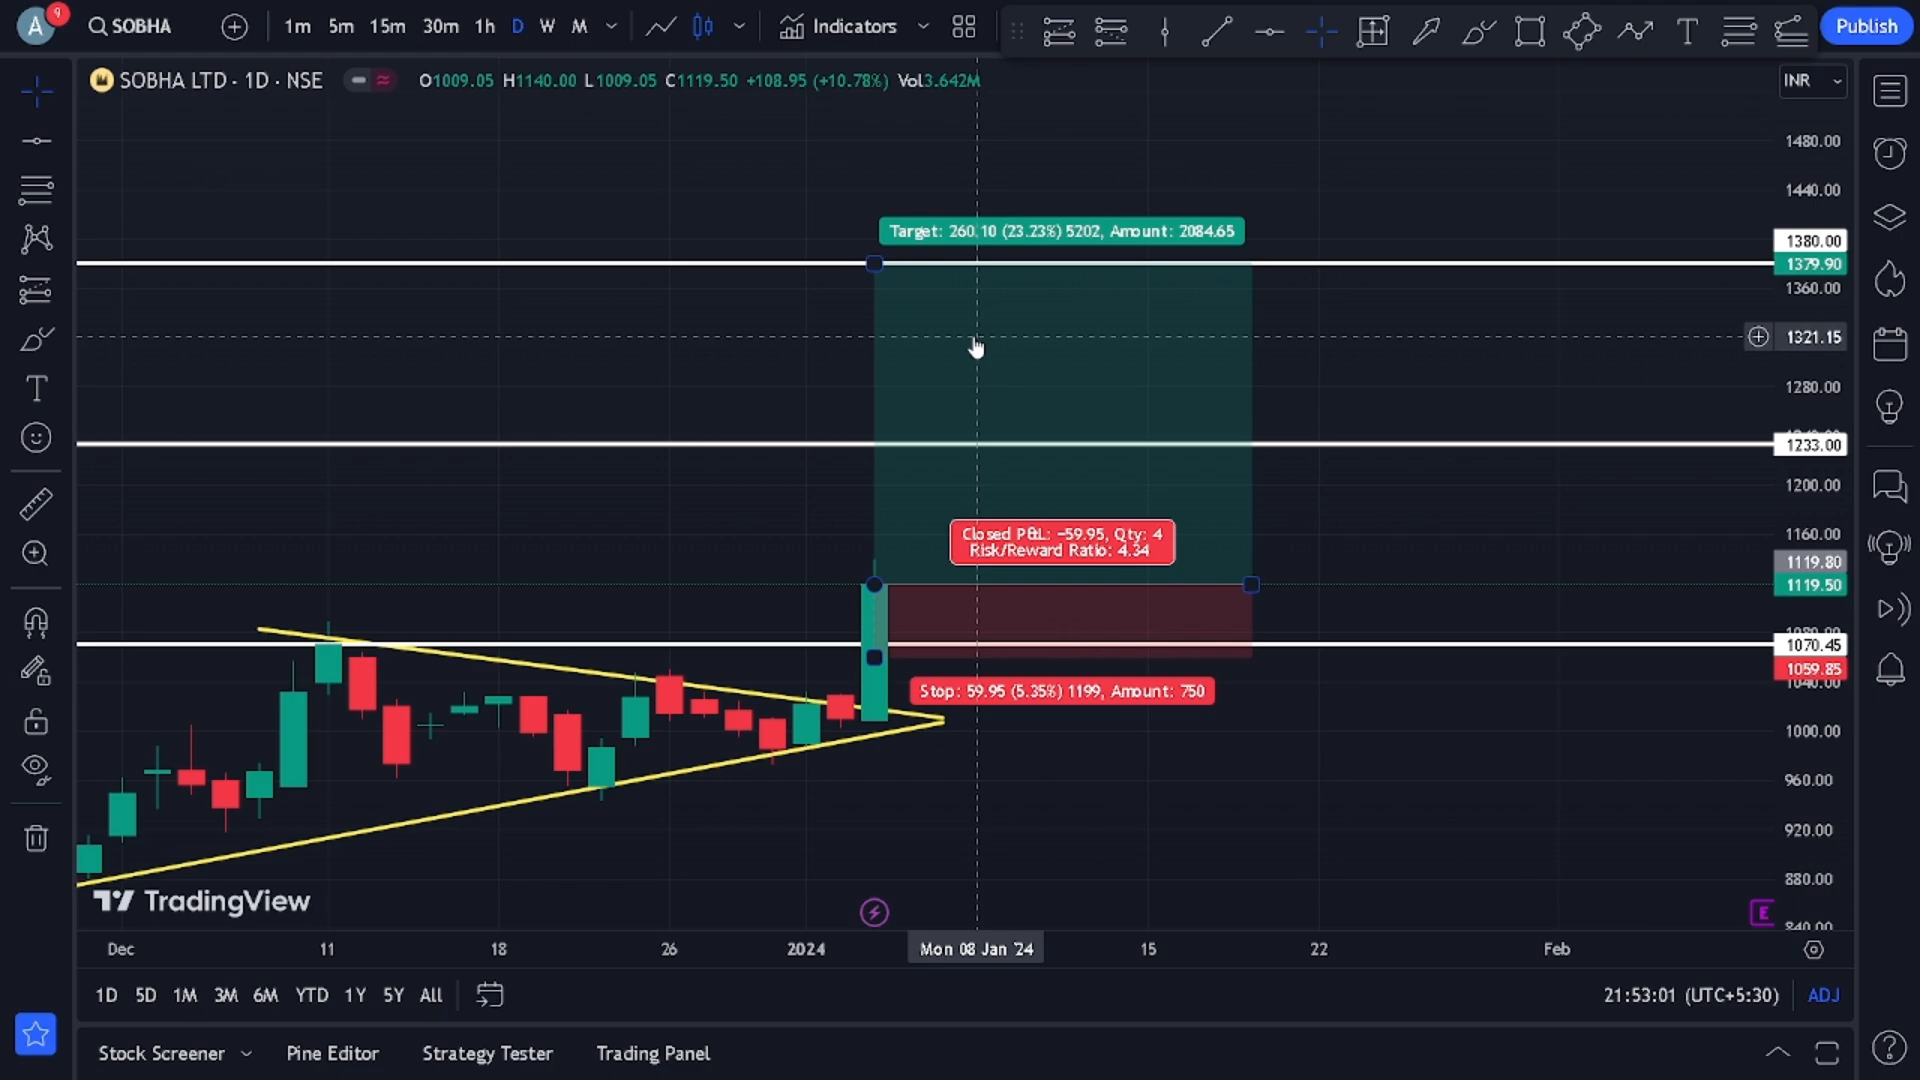 A
9
SOBHA
1m 5m 15m 30m 1h D W M
Indicators
Publish
SOBHA LTD · 1D · NSE
O1009.05 H1140.00 L1009.05 C1119.50 +108.95 (+10.78%) Vol3.642M
INR
1480.00
1440.00
Target: 260.10 (23.23%) 5202, Amount: 2084.65
1380.00
1379.90
1360.00
1321.15
1280.00
1233.00
1200.00
Closed P&L: −59.95, Qty: 4
Risk/Reward Ratio: 4.34
1160.00
1119.80
1119.50
1070.45
1059.85
1040.00
Stop: 59.95 (5.35%) 1199, Amount: 750
1000.00
960.00
920.00
880.00
840.00
TradingView
E
Dec 11 18 26 2024 Mon 08 Jan '24 15 22 Feb
1D 5D 1M 3M 6M YTD 1Y 5Y All
21:53:01 (UTC+5:30) ADJ
Stock Screener Pine Editor Strategy Tester Trading Panel